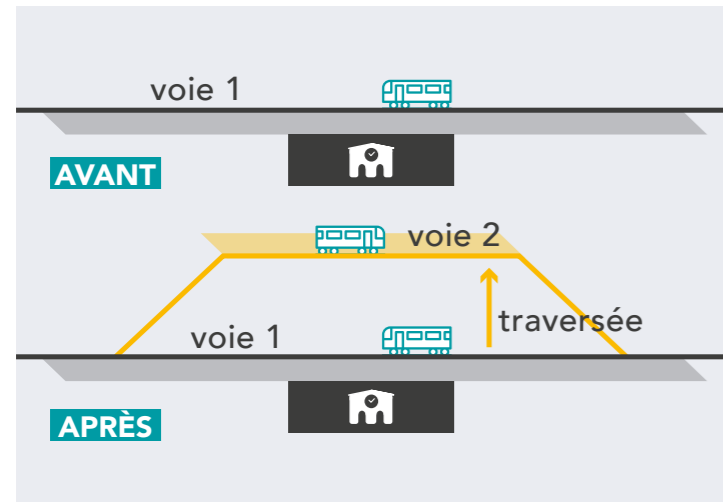 voie 1
AVANT
voie 2
traversée
voie 1
APRÈS